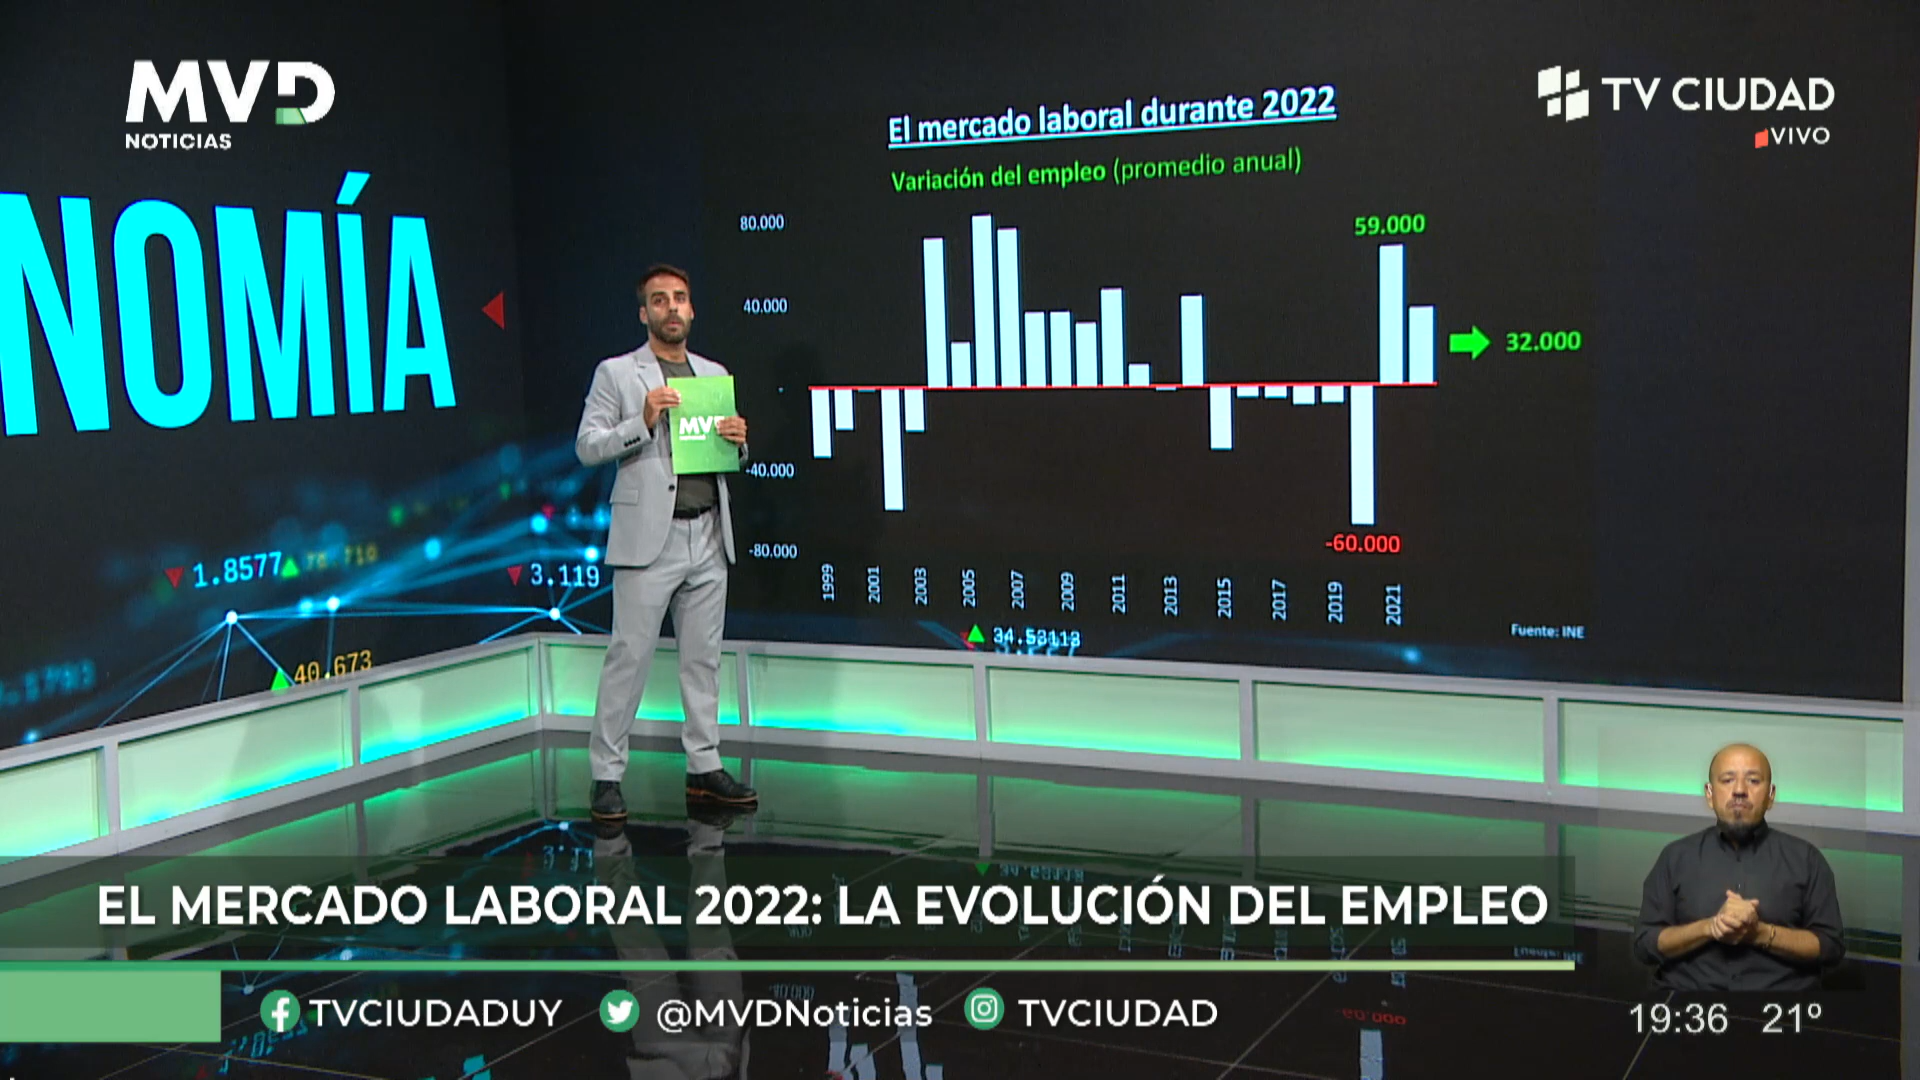 MVD
NOTICIAS
TV CIUDAD
VIVO
NOMÍA
El mercado laboral durante 2022
Variación del empleo (promedio anual)
80.000
40.000
-
-40.000
-80.000
59.000
32.000
-60.000
1999
2001
2003
2005
2007
2009
2011
2013
2015
2017
2019
2021
Fuente: INE
MVD
1.8577
3.119
40.673
EL MERCADO LABORAL 2022: LA EVOLUCIÓN DEL EMPLEO
TVCIUDADUY
@MVDNoticias
TVCIUDAD
19:36 21º